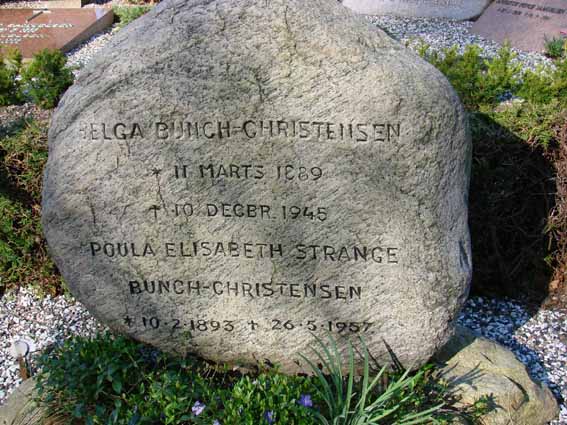 HELGA BUNCH-CHRISTENSEN
* 11 MARTS 1889
+ 10 DECBR. 1945
POULA ELISABETH STRANGE
BUNCH-CHRISTENSEN
* 10-2-1893 + 26-5-1957